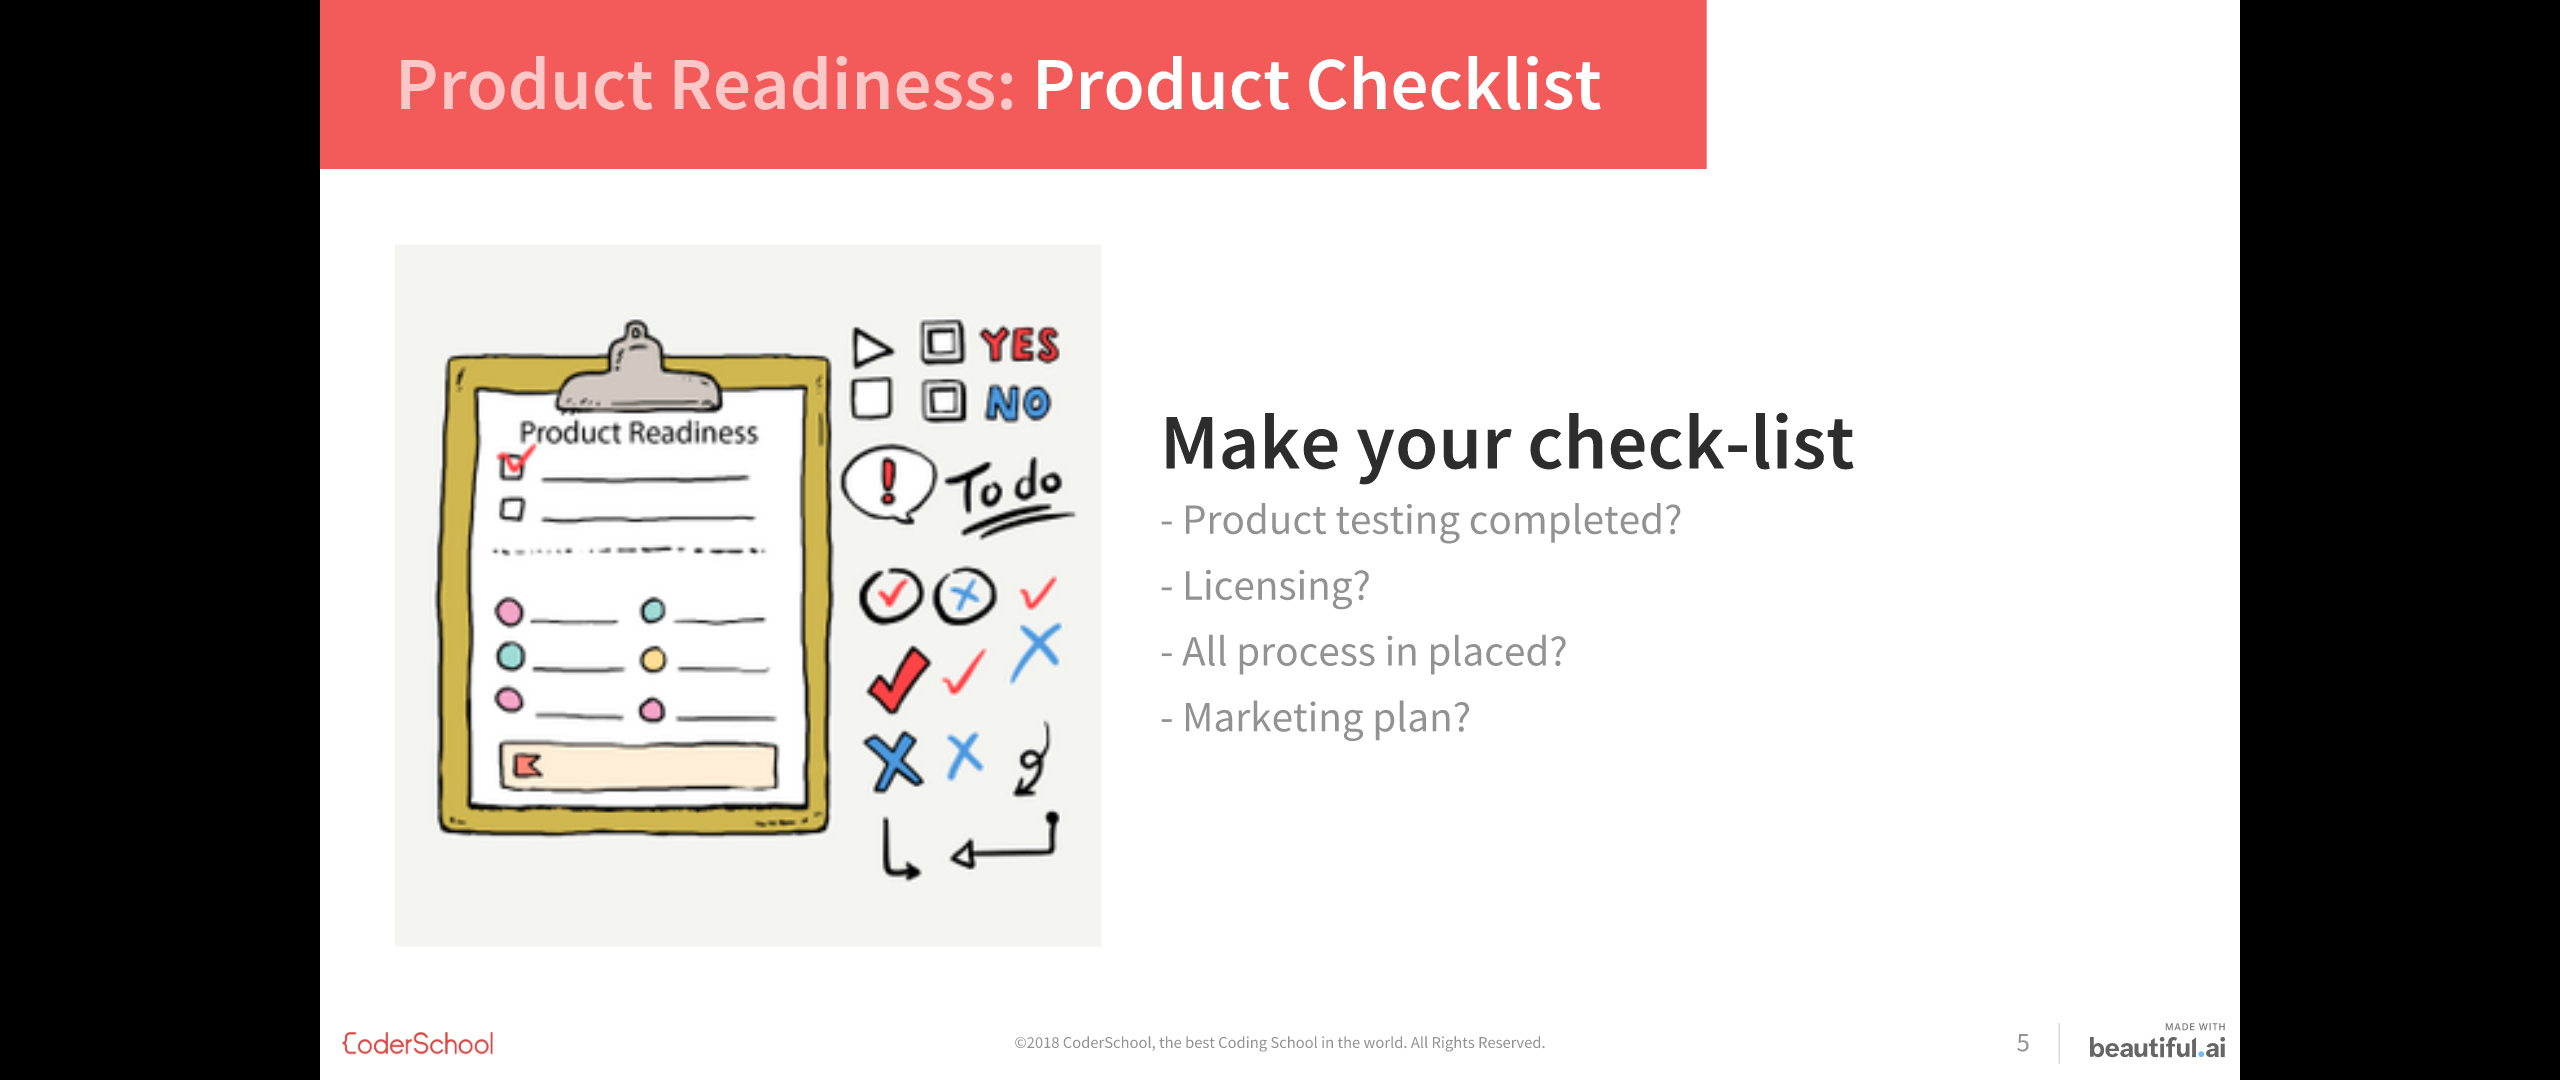 Product Readiness: Product Checklist
Product Readiness
YES
NO
!
To do
Make your check-list
- Product testing completed?
- Licensing?
- All process in placed?
- Marketing plan?
CoderSchool
©2018 CoderSchool, the best Coding School in the world. All Rights Reserved.
5
MADE WITH
beautiful.ai